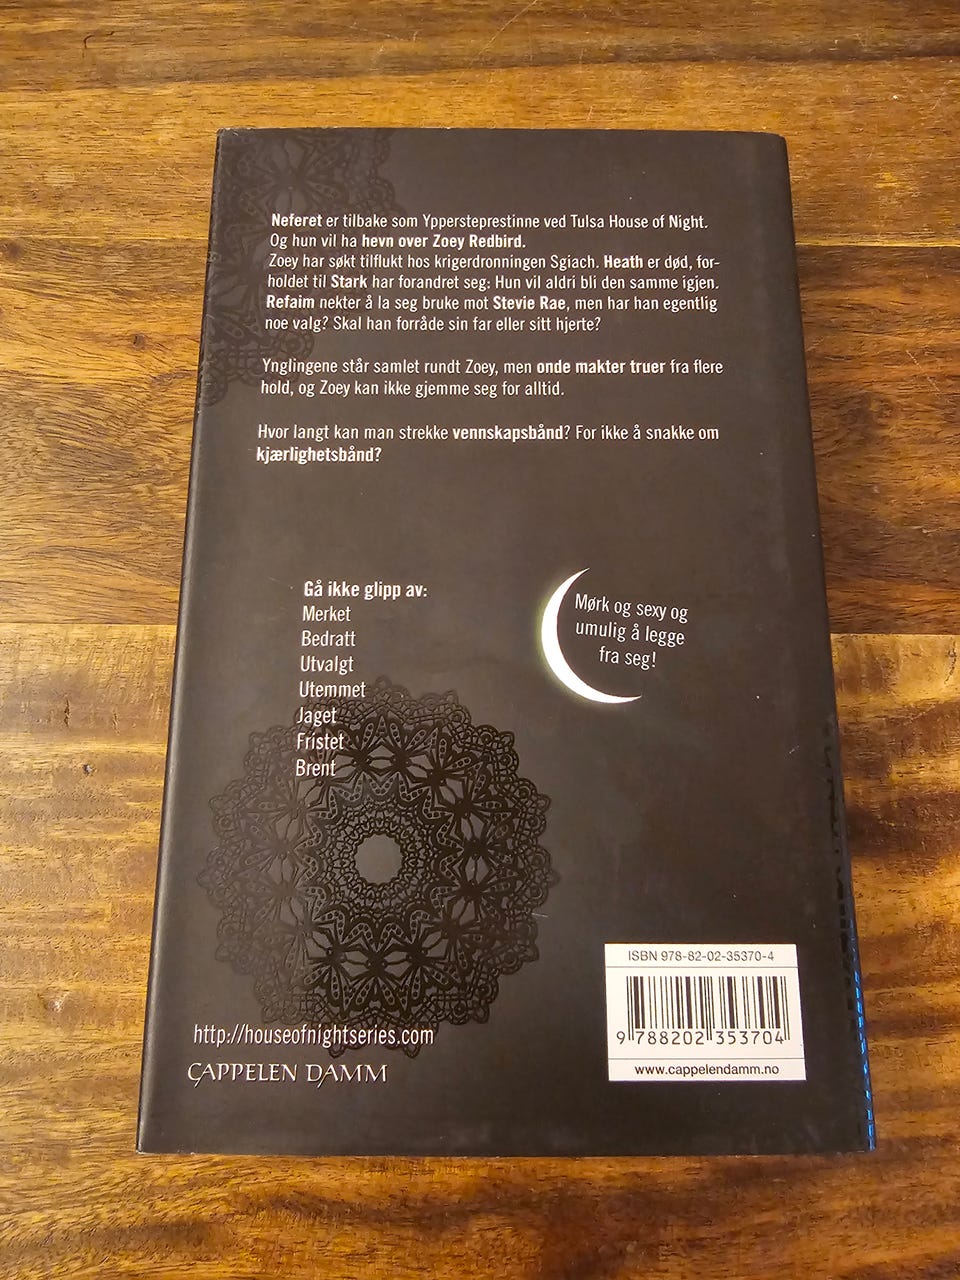 Neferet er tilbake som Yppersteprestinne ved Tulsa House of Night.
Og hun vil ha hevn over Zoey Redbird.
Zoey har søkt tilflukt hos krigerdronningen Sgiach. Heath er død, for-
holdet til Stark har forandret seg: Hun vil aldri bli den samme igjen.
Refaim nekter å la seg bruke mot Stevie Rae, men har han egentlig
noe valg? Skal han forråde sin far eller sitt hjerte?
Ynglingene står samlet rundt Zoey, men onde makter truer fra flere
hold, og Zoey kan ikke gjemme seg for alltid.
Hvor langt kan man strekke vennskapsbånd? For ikke å snakke om
kjærlighetsbånd?
Gå ikke glipp av:
Merket
Bedratt
Utvalgt
Utemmet
Jaget
Fristet
Brent
Mørk og sexy og
umulig å legge
fra seg!
http://houseofnightseries.com
CAPPELEN DAMM
ISBN 978-82-02-35370-4
9 788202 353704
www.cappelendamm.no